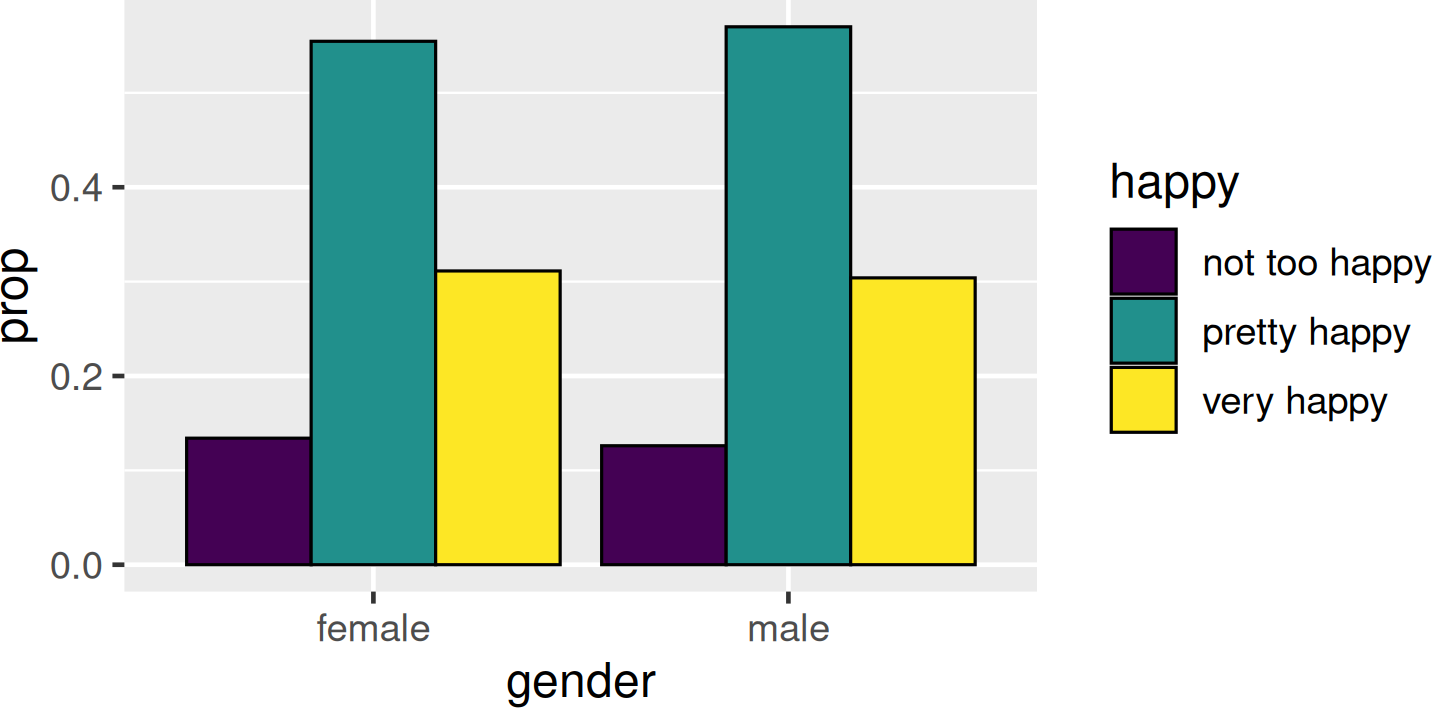 prop
0.4
0.2
0.0
female male
gender
happy
not too happy
pretty happy
very happy